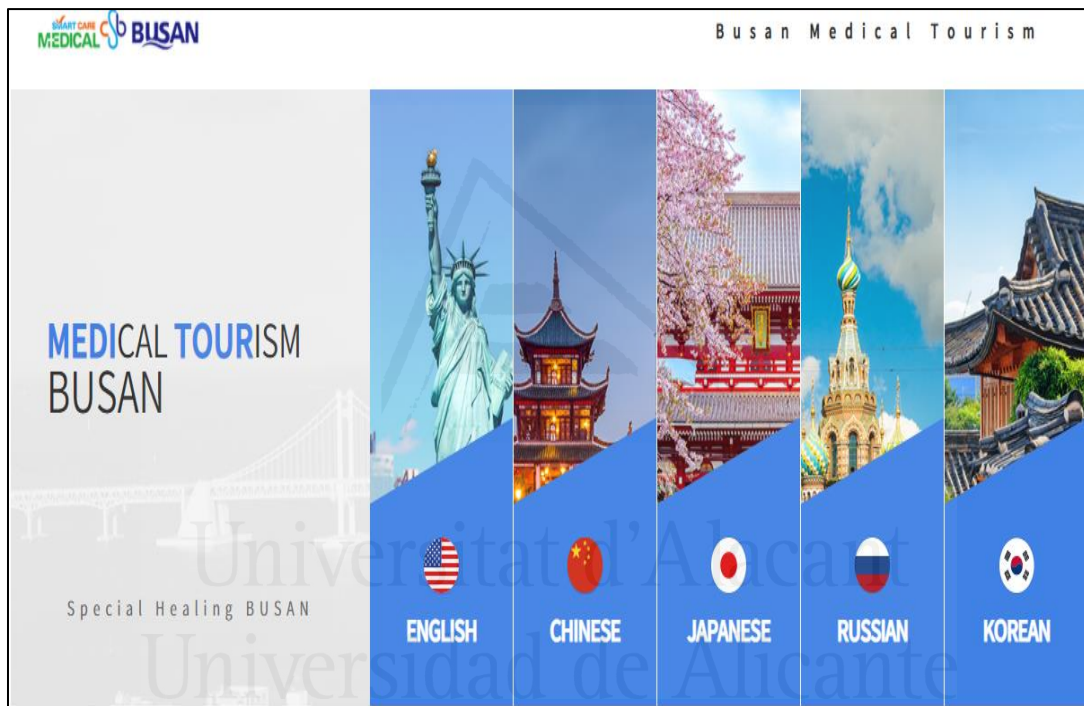 SMART CARE
MEDICAL BUSAN
Busan Medical Tourism
MEDICAL TOURISM
BUSAN
Special Healing BUSAN
ENGLISH
CHINESE
JAPANESE
RUSSIAN
KOREAN
Universitat d'Alacant
Universidad de Alicante